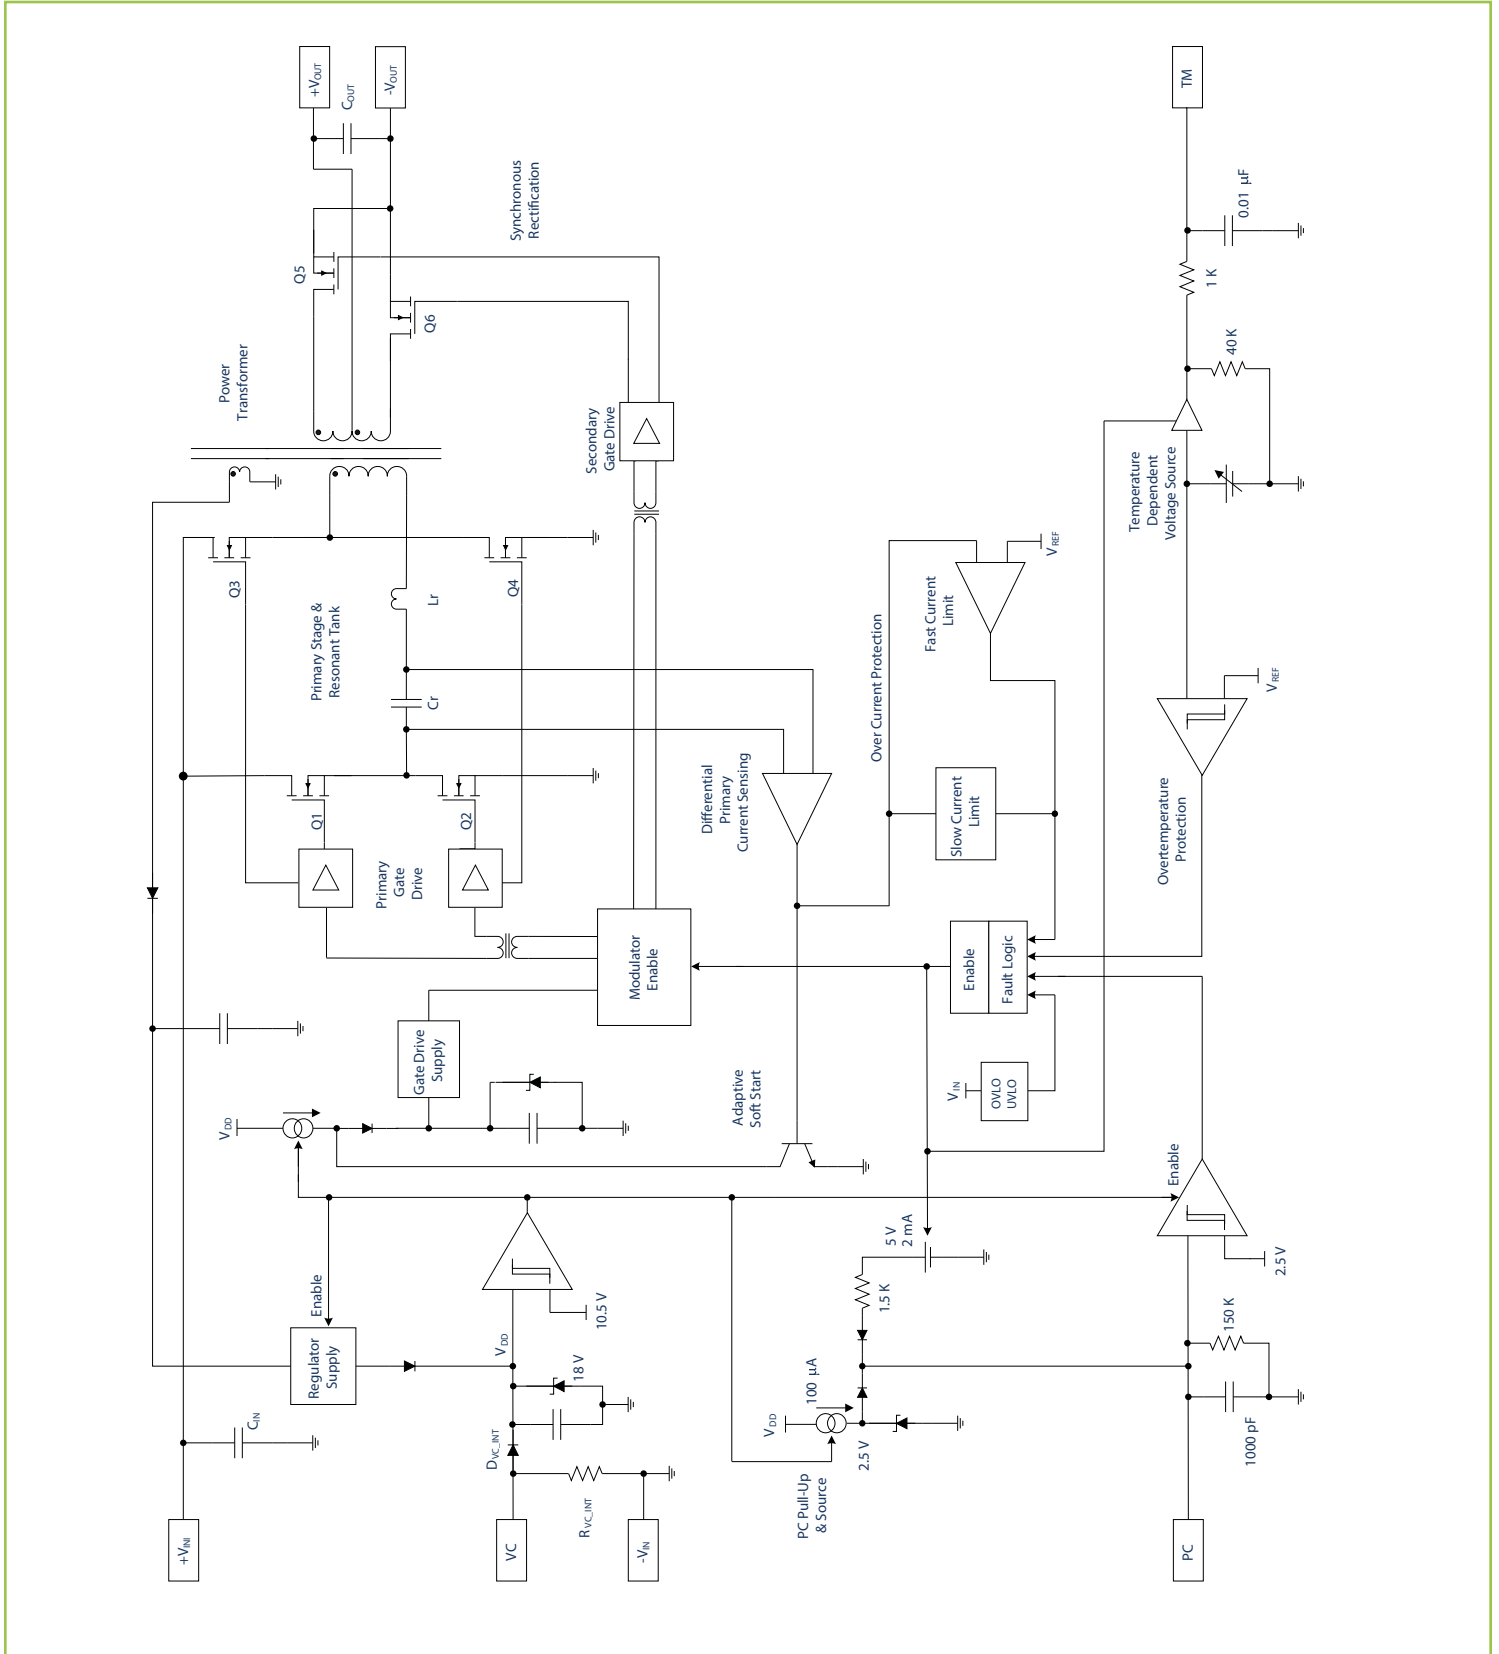 +VOUT
-VOUT
COUT
TM
Synchronous
Rectification
0.01 µF
Q5
1 K
Q6
40 K
Power
Transformer
Secondary
Gate Drive
Temperature
Dependent
Voltage Source
Q3
Q4
VREF
Primary Stage &
Resonant Tank
Lr
Fast Current
Limit
Over Current Protection
Cr
VREF
Q1
Q2
Differential
Primary
Current Sensing
Slow Current
Limit
Overtemperature
Protection
Primary
Gate
Drive
Modulator
Enable
Enable
Fault Logic
Gate Drive
Supply
VIN
OVLO
UVLO
Adaptive
Soft Start
VDD
Enable
5 V
2 mA
2.5 V
Enable
10.5 V
1.5 K
150 K
Regulator
Supply
VDD
18 V
100 µA
CIN
DVC_INT
VDD
2.5 V
1000 pF
PC Pull-Up
& Source
RVC_INT
+VINI
VC
-VIN
PC